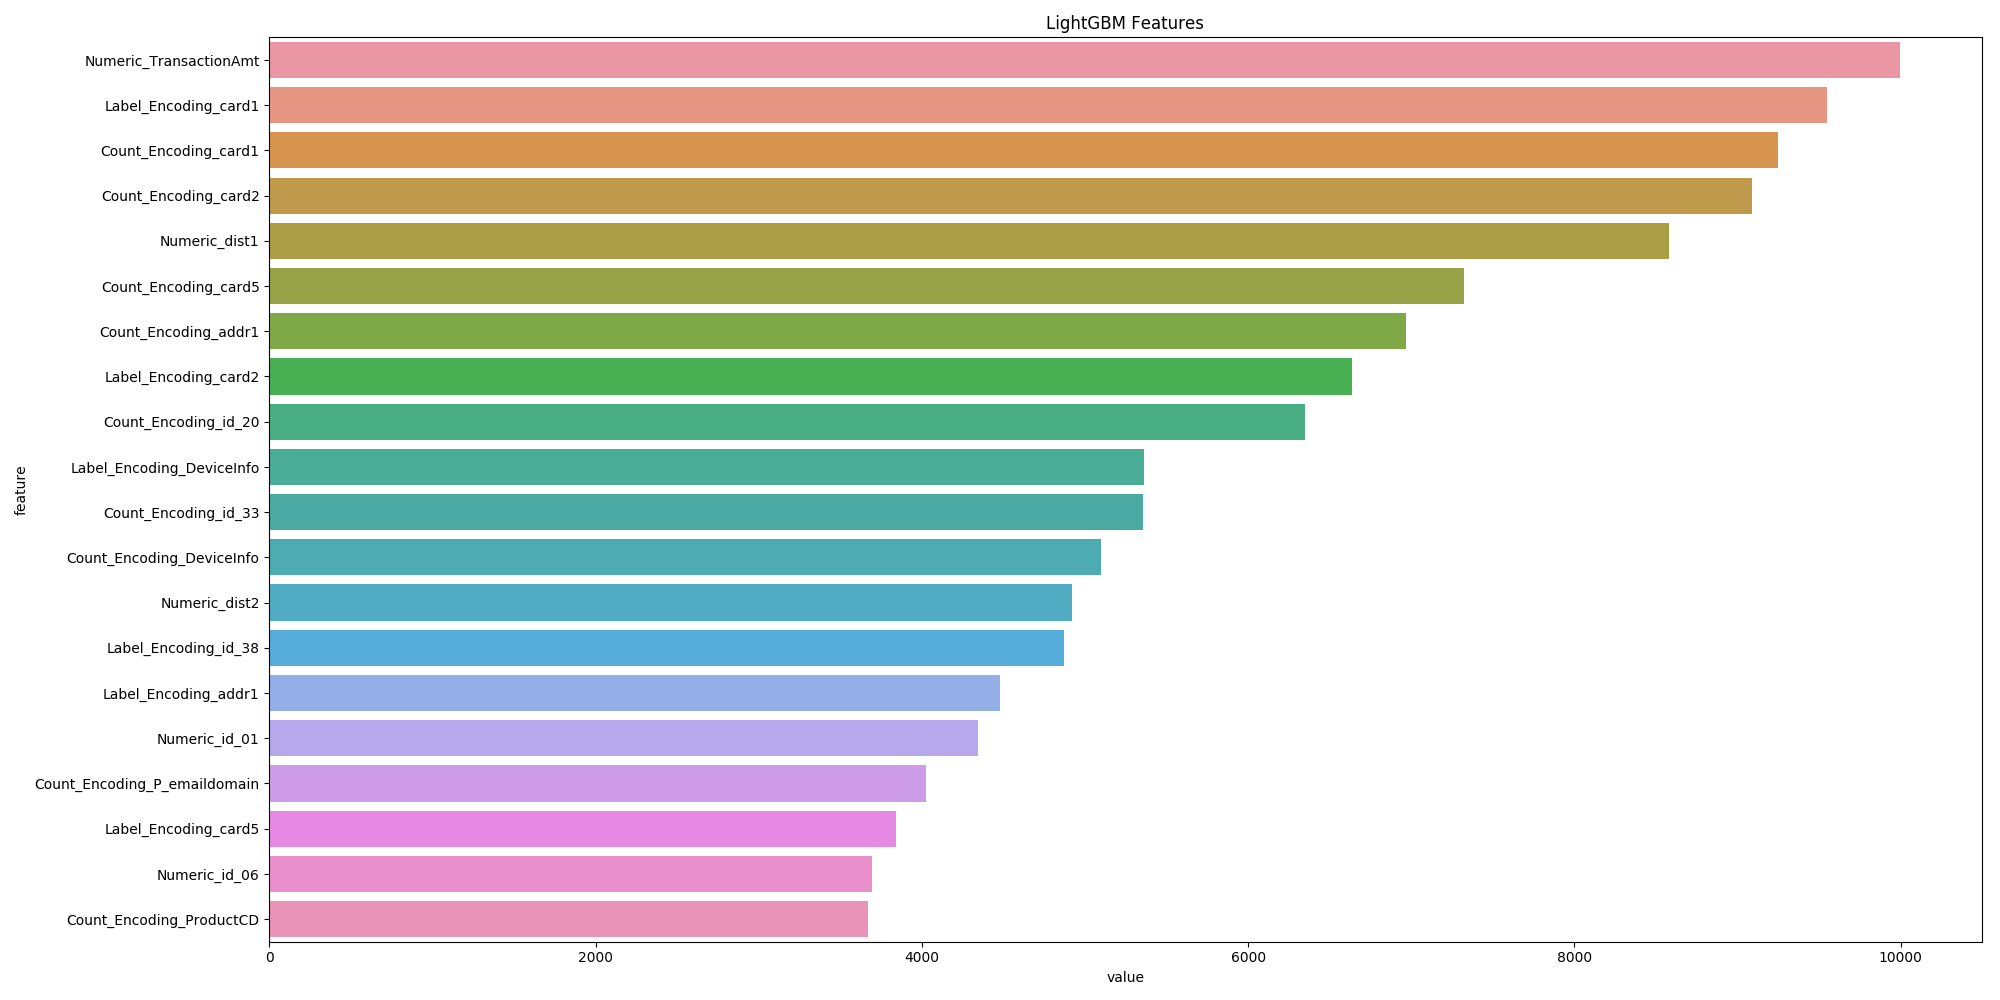 LightGBM Features
Numeric_TransactionAmt
Label_Encoding_card1
Count_Encoding_card1
Count_Encoding_card2
Numeric_dist1
Count_Encoding_card5
Count_Encoding_addr1
Label_Encoding_card2
Count_Encoding_id_20
Label_Encoding_DeviceInfo
Count_Encoding_id_33
Count_Encoding_DeviceInfo
Numeric_dist2
Label_Encoding_id_38
Label_Encoding_addr1
Numeric_id_01
Count_Encoding_P_emaildomain
Label_Encoding_card5
Numeric_id_06
Count_Encoding_ProductCD
feature
0 2000 4000 6000 8000 10000
value